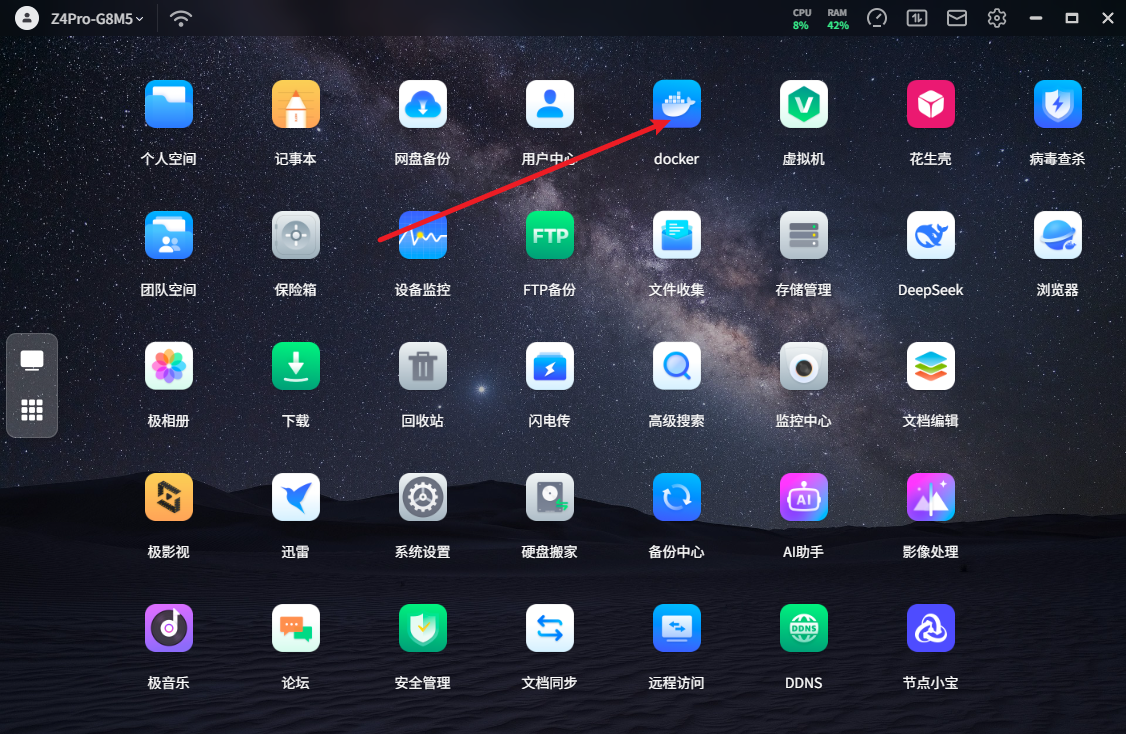 Z4Pro-G8M5
CPU
8%
RAM
42%
个人空间
记事本
网盘备份
用户中心
docker
虚拟机
花生壳
病毒查杀
FTP
团队空间
保险箱
设备监控
FTP备份
文件收集
存储管理
DeepSeek
浏览器
极相册
下载
回收站
闪电传
高级搜索
监控中心
文档编辑
AI
极影视
迅雷
系统设置
硬盘搬家
备份中心
AI助手
影像处理
DDNS
极音乐
论坛
安全管理
文档同步
远程访问
DDNS
节点小宝